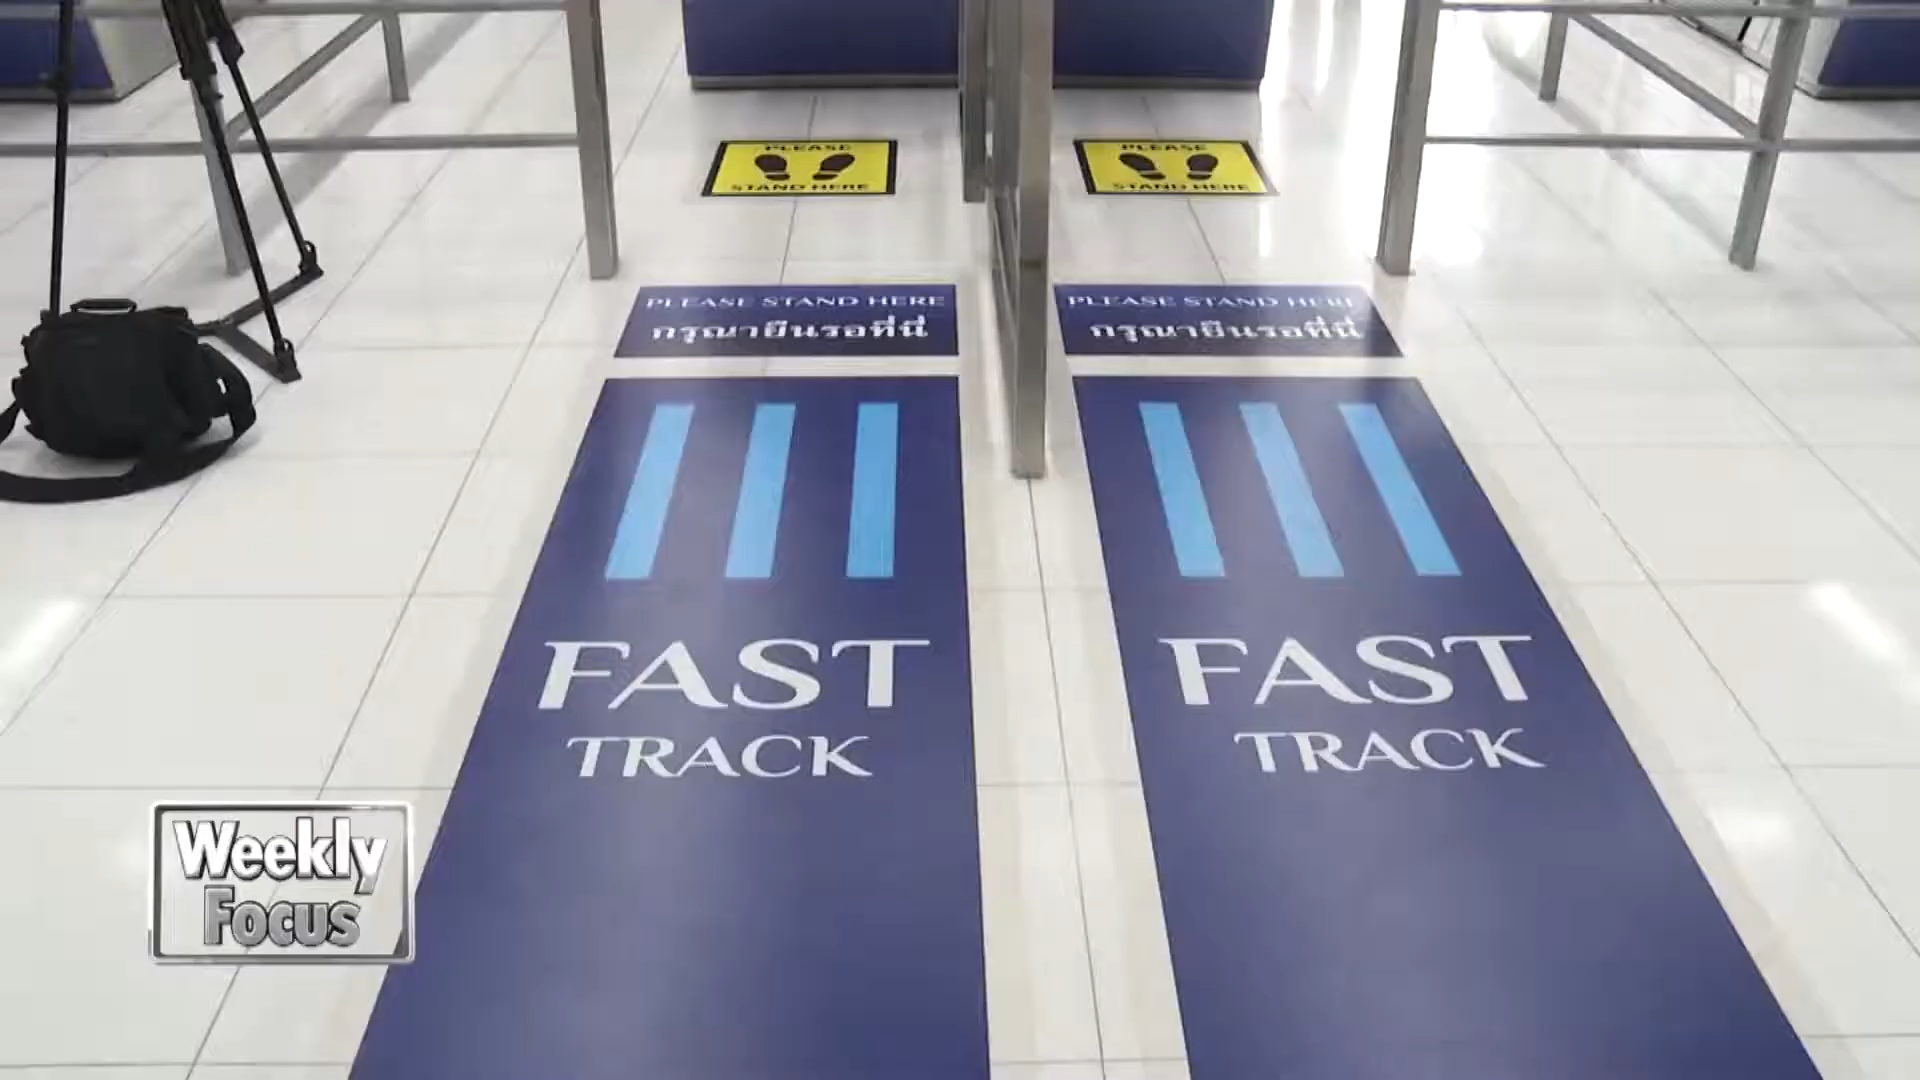 PLEASE
STAND HERE
PLEASE
STAND HERE
PLEASE STAND HERE
กรุณายืนรอที่นี่
PLEASE STAND HERE
กรุณายืนรอที่นี่
FAST
TRACK
FAST
TRACK
Weekly
Focus